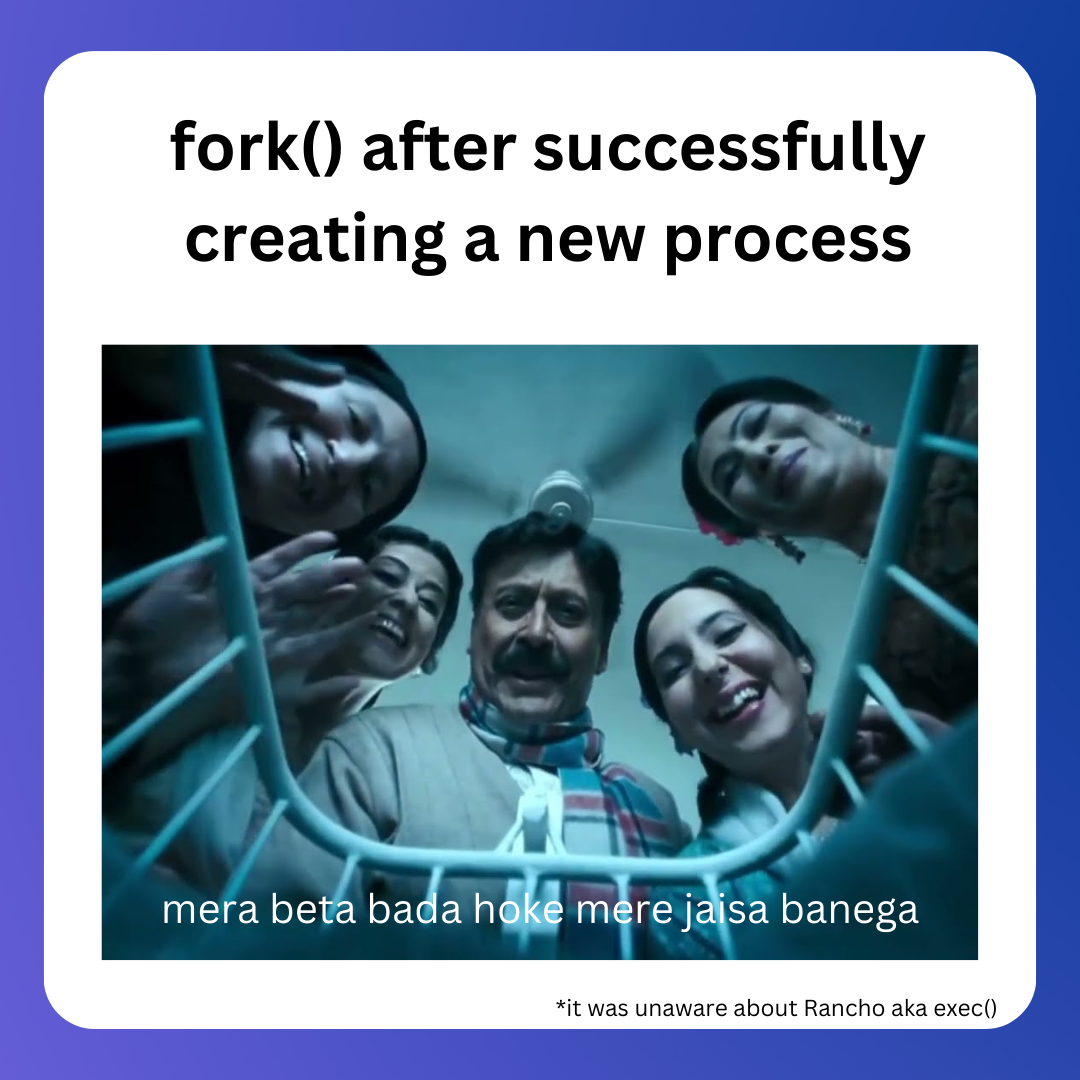 fork() after successfully
creating a new process
mera beta bada hoke mere jaisa banega
*it was unaware about Rancho aka exec()